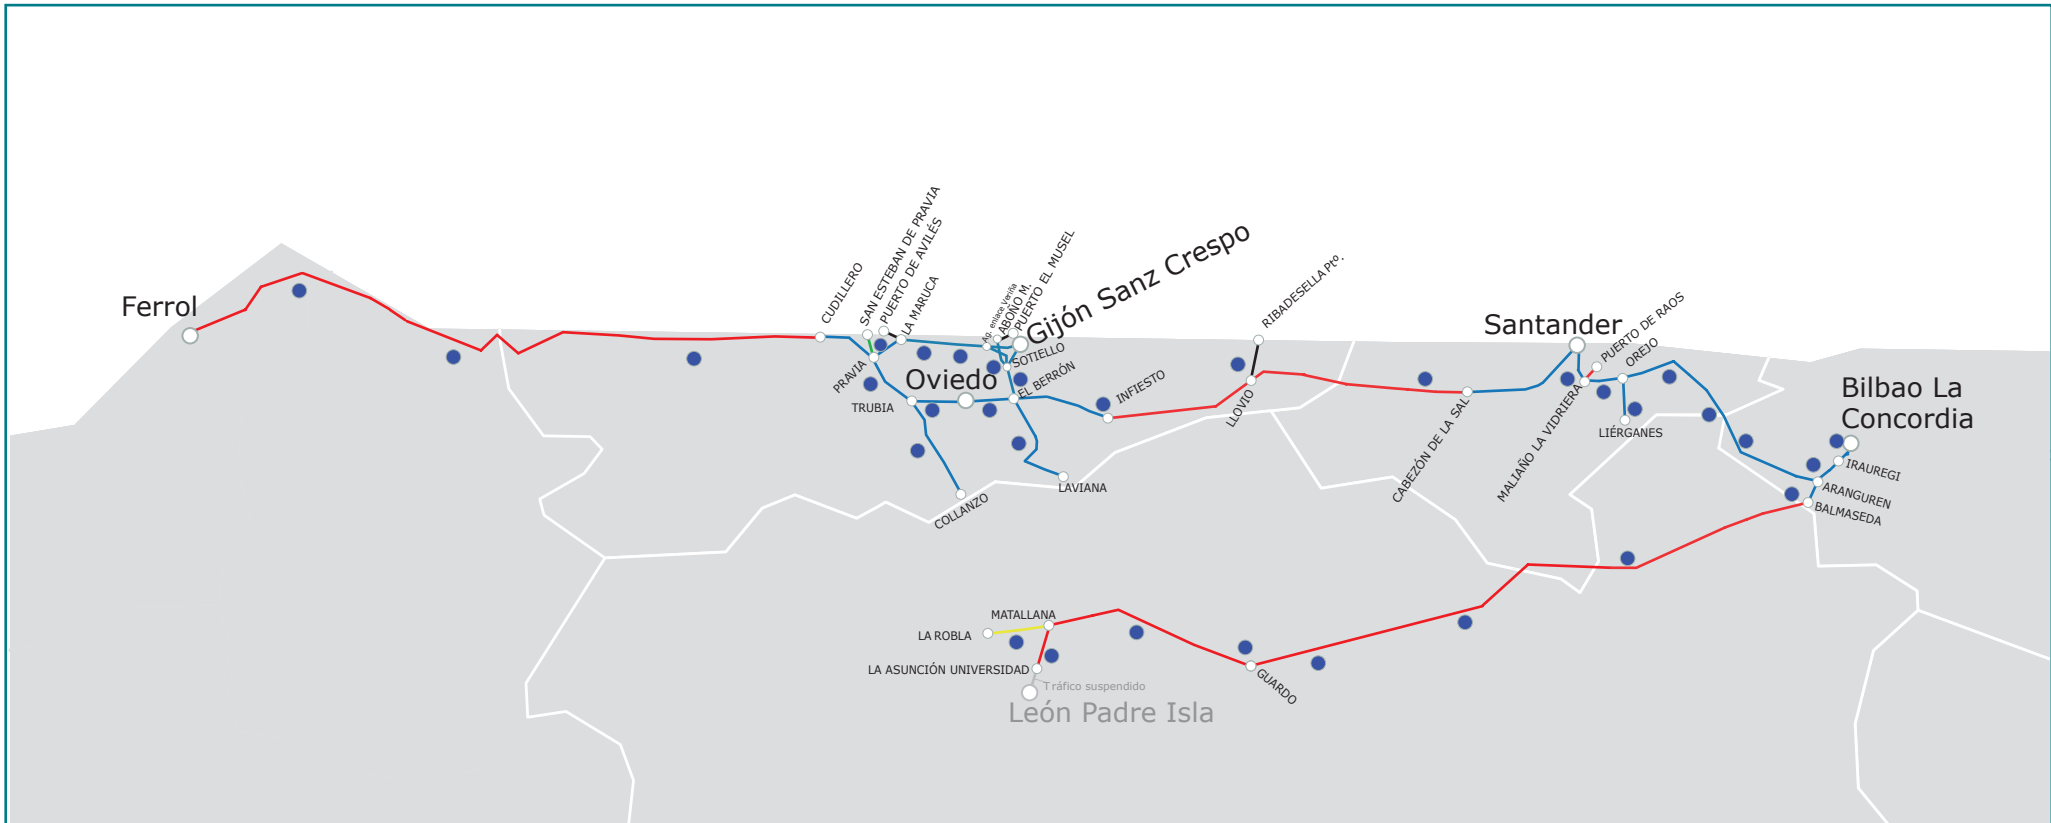 Ferrol
CUDILLERO
SAN ESTEBAN DE PRAVIA
PUERTO DE AVILÉS
LA MARUCA
Ag. enlace Veriña
ABOÑO M.
PUERTO EL MUSEL
Gijón Sanz Crespo
SOTIELLO
PRAVIA
Oviedo
EL BERRÓN
TRUBIA
INFIESTO
RIBADESELLA Pto.
LLOVIO
Santander
PUERTO DE RAOS
OREJO
CABEZÓN DE LA SAL
MALIAÑO LA VIDRIERA
LIÉRGANES
Bilbao La
Concordia
IRAUREGI
ARANGUREN
BALMASEDA
LAVIANA
COLLANZO
MATALLANA
LA ROBLA
LA ASUNCIÓN UNIVERSIDAD
GUARDO
Tráfico suspendido
León Padre Isla